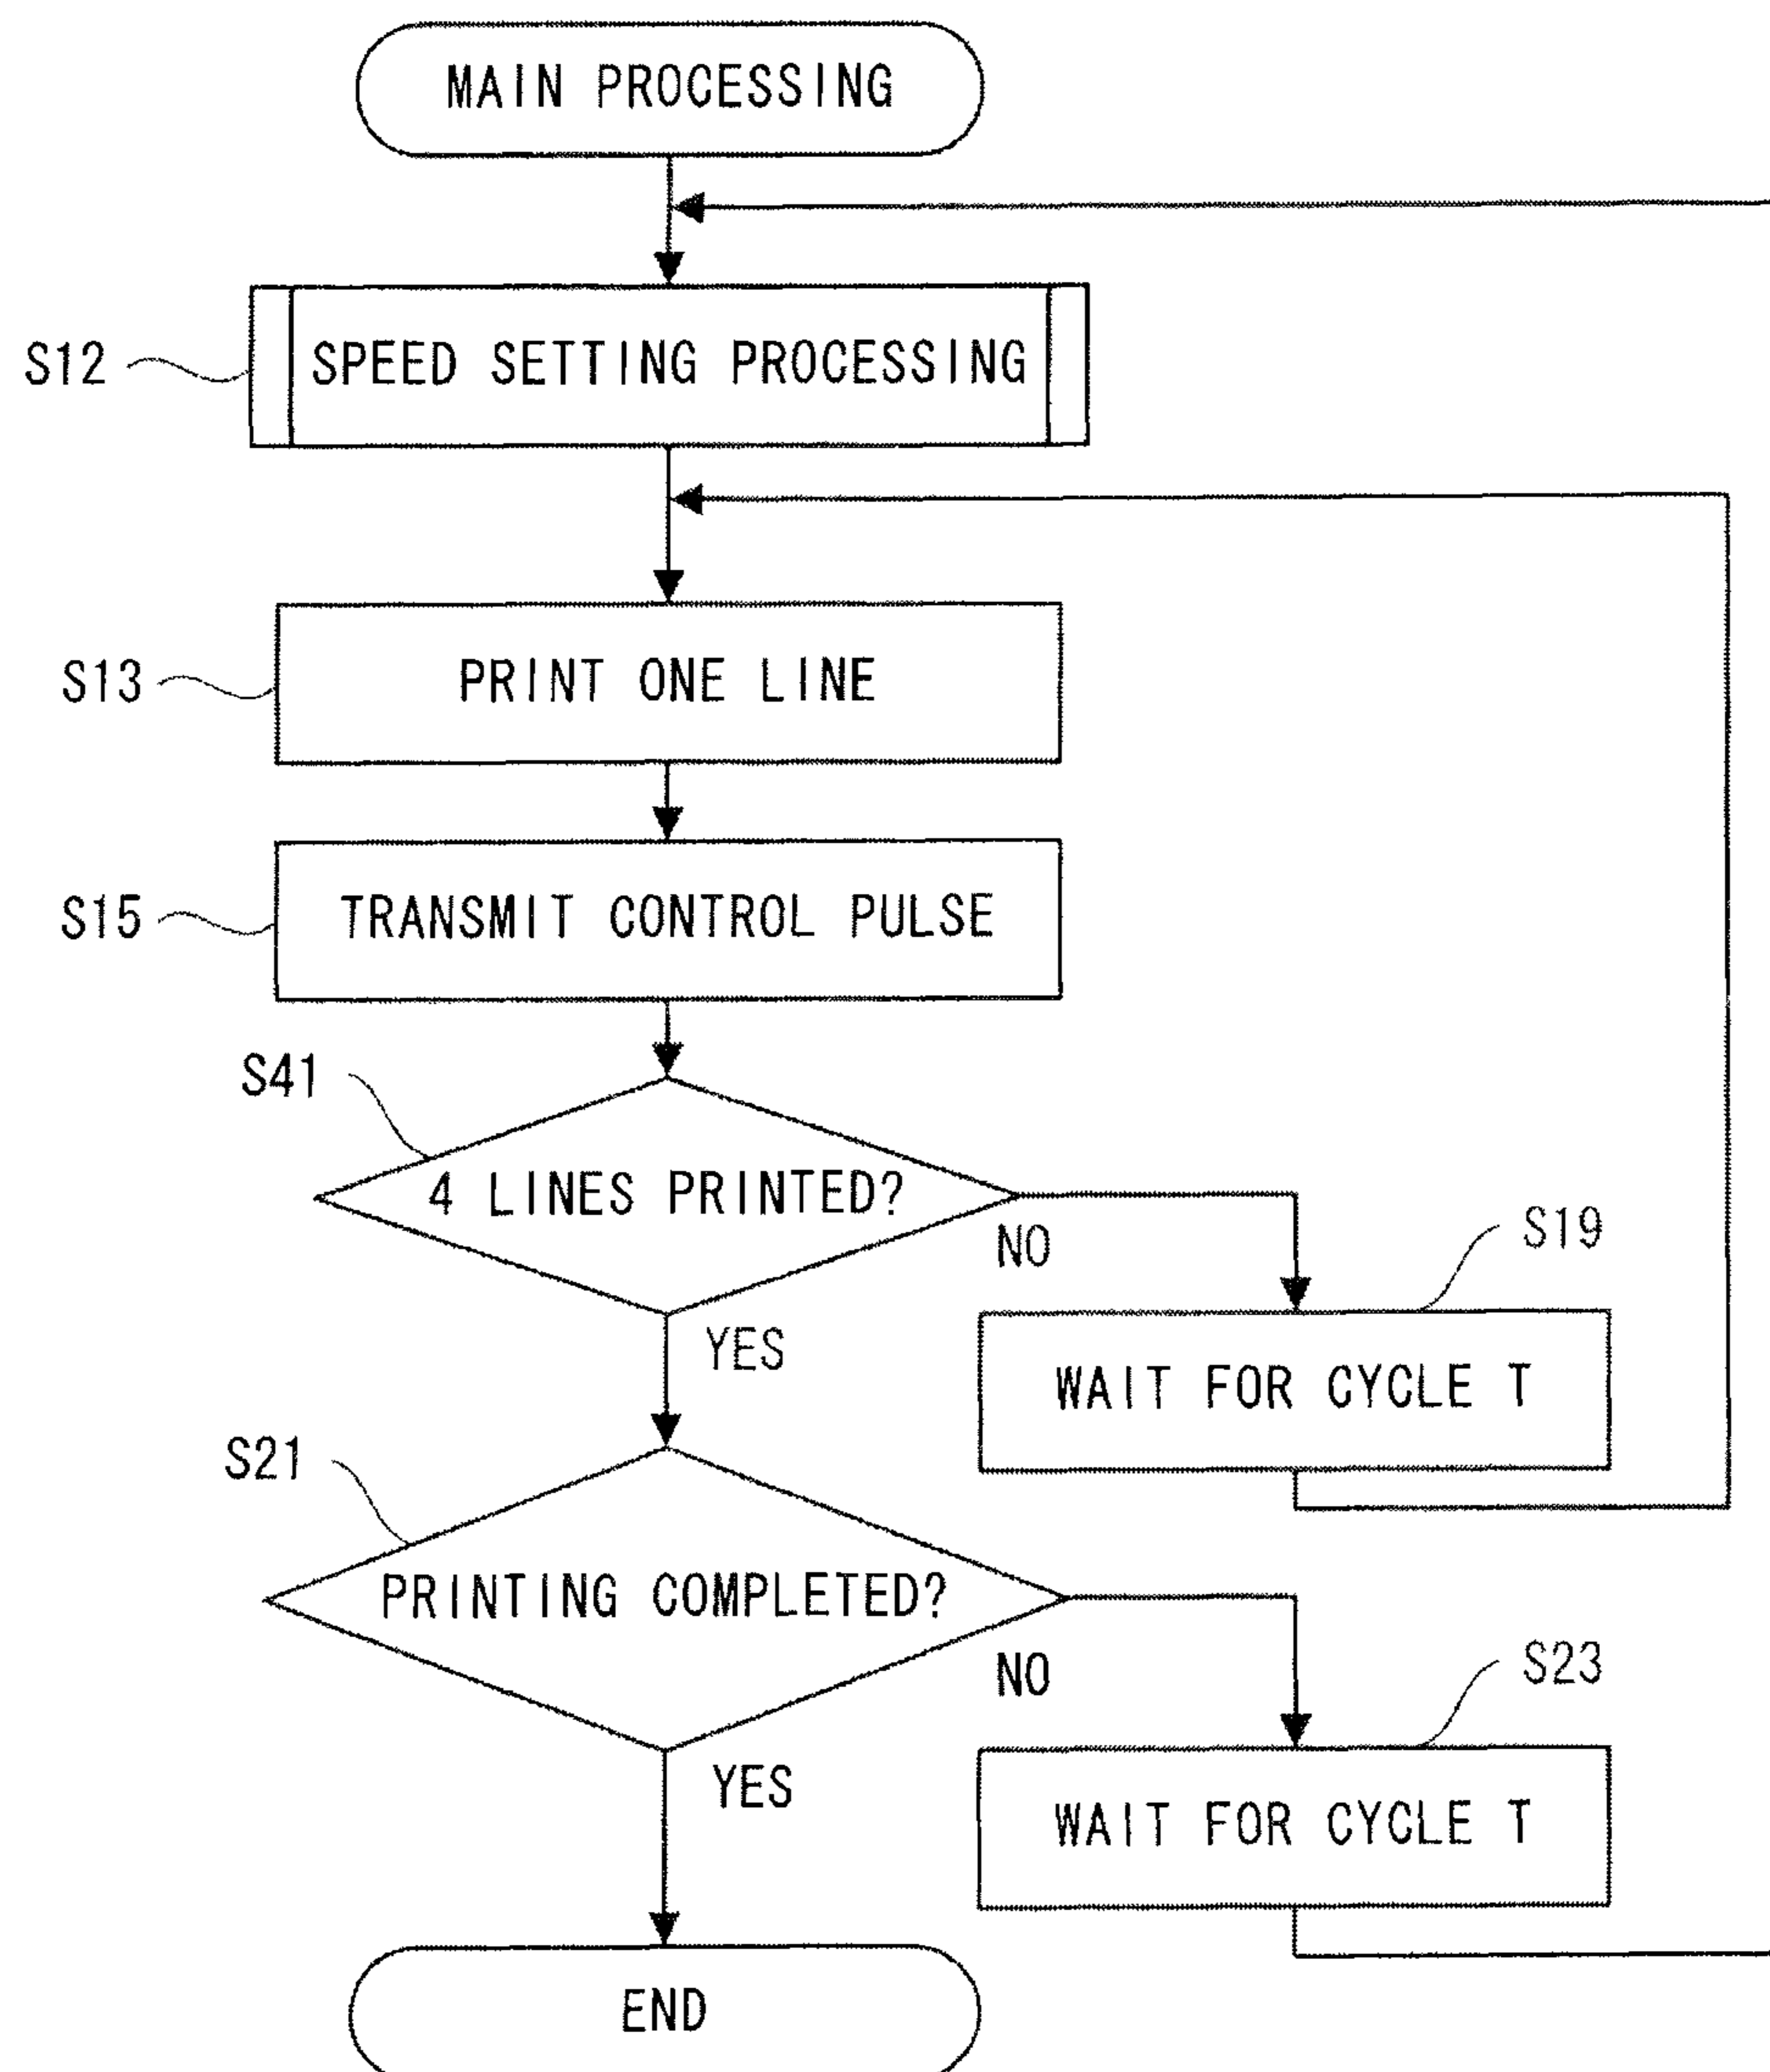 MAIN PROCESSING
S12
SPEED SETTING PROCESSING
S13
PRINT ONE LINE
S15
TRANSMIT CONTROL PULSE
S41
4 LINES PRINTED?
NO
S19
YES
WAIT FOR CYCLE T
S21
PRINTING COMPLETED?
NO
S23
YES
WAIT FOR CYCLE T
END